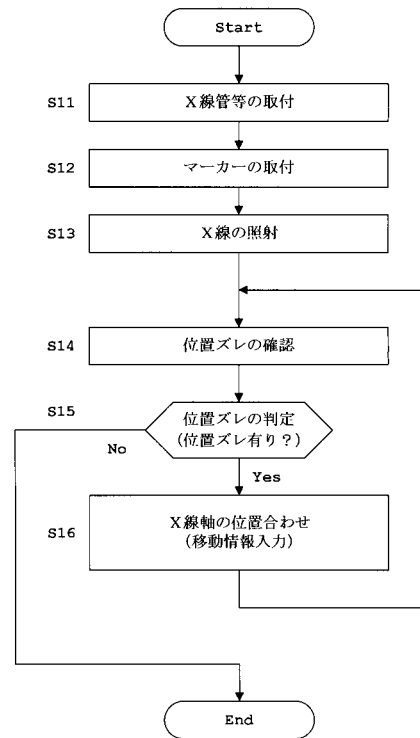 Start
S11
X線管等の取付
S12
マーカーの取付
S13
X線の照射
S14
位置ズレの確認
S15
位置ズレの判定
(位置ズレ有り?)
No
Yes
S16
X線軸の位置合わせ
(移動情報入力)
End